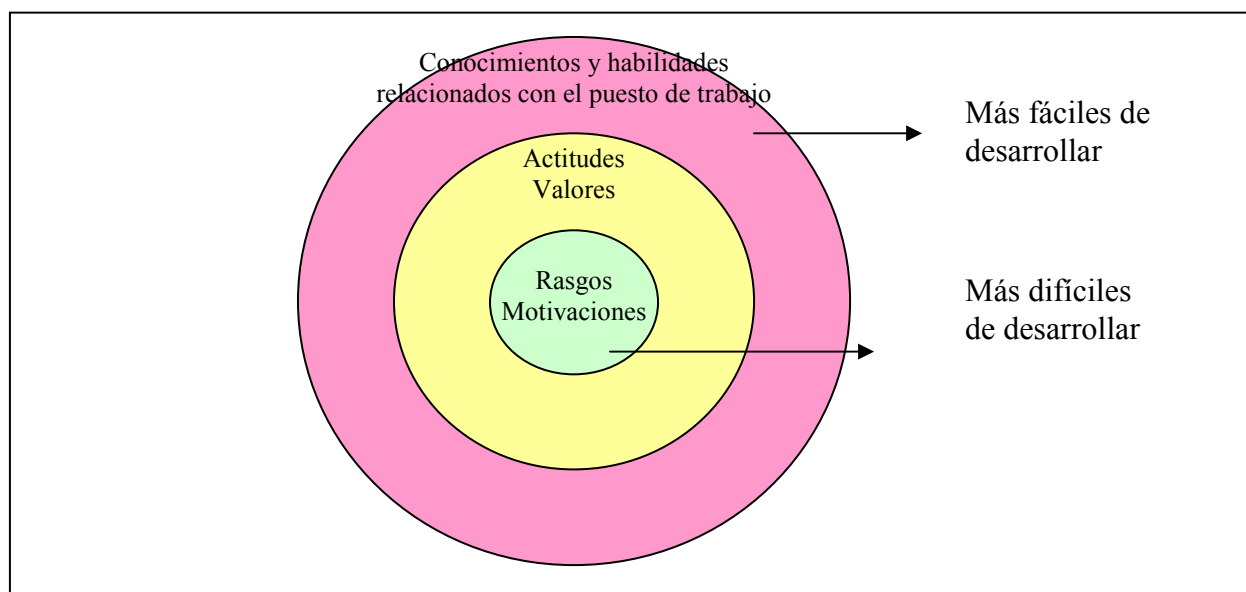 Conocimientos y habilidades
relacionados con el puesto de trabajo
Más fáciles de
desarrollar
Actitudes
Valores
Rasgos
Motivaciones
Más difíciles
de desarrollar